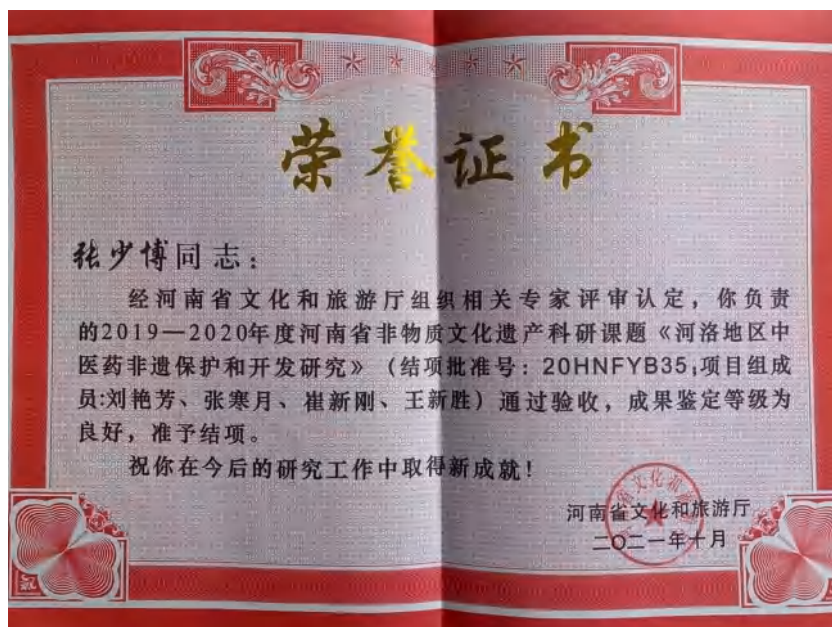 荣誉证书
张少博同志：
经河南省文化和旅游厅组织相关专家评审认定，你负责
的2019—2020年度河南省非物质文化遗产科研课题《河洛地区中
医药非遗保护和开发研究》（结项批准号：20HNFYB35,项目组成
员:刘艳芳、张寒月、崔新刚、王新胜）通过验收，成果鉴定等级为
良好，准予结项。
祝你在今后的研究工作中取得新成就！
河南省文化和旅游厅
二〇二一年十月